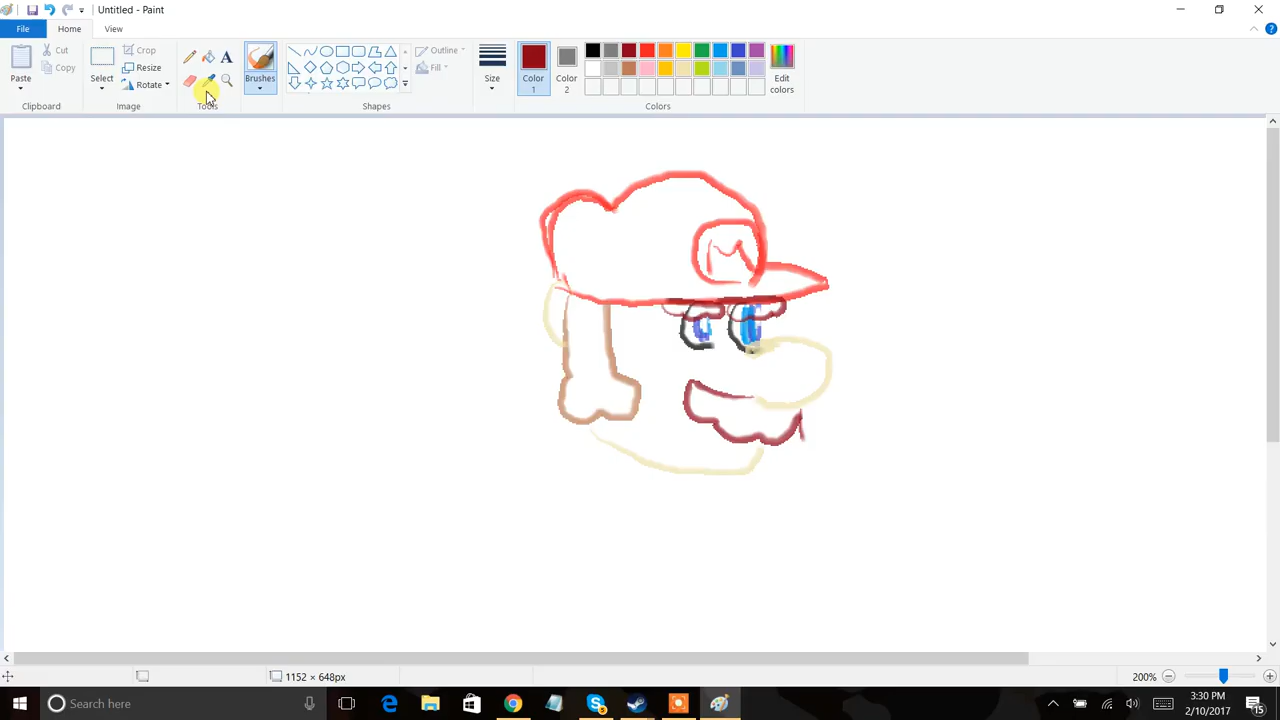 Untitled - Paint
File
Home
View
Paste
Cut
Copy
Clipboard
Select
Crop
Resize
Rotate
Image
A
Tools
Brushes
Outline
Fill
Shapes
Size
Color 1
Color 2
Edit colors
Colors
M
1152 × 648px
200%
Search here
3:30 PM
2/10/2017
15